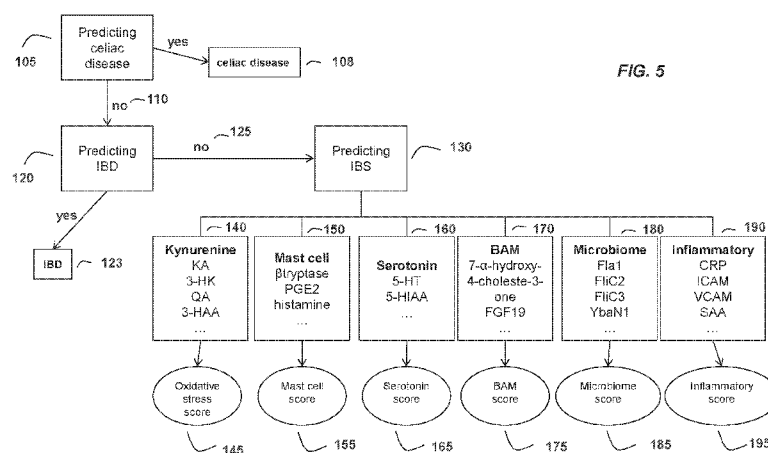 Predicting
celiac
disease
105
yes
celiac disease
108
FIG. 5
no
110
Predicting
IBD
120
no
125
Predicting
IBS
130
yes
IBD
123
140
Kynurenine
KA
3-HK
QA
3-HAA
...
150
Mast cell
βtryptase
PGE2
histamine
...
160
Serotonin
5-HT
5-HIAA
...
170
BAM
7-α-hydroxy-
4-choleste-3-
one
FGF19
...
180
Microbiome
Fla1
FliC2
FliC3
YbaN1
...
190
Inflammatory
CRP
ICAM
VCAM
SAA
...
Oxidative
stress
score
145
Mast cell
score
155
Serotonin
score
165
BAM
score
175
Microbiome
score
185
Inflammatory
score
195